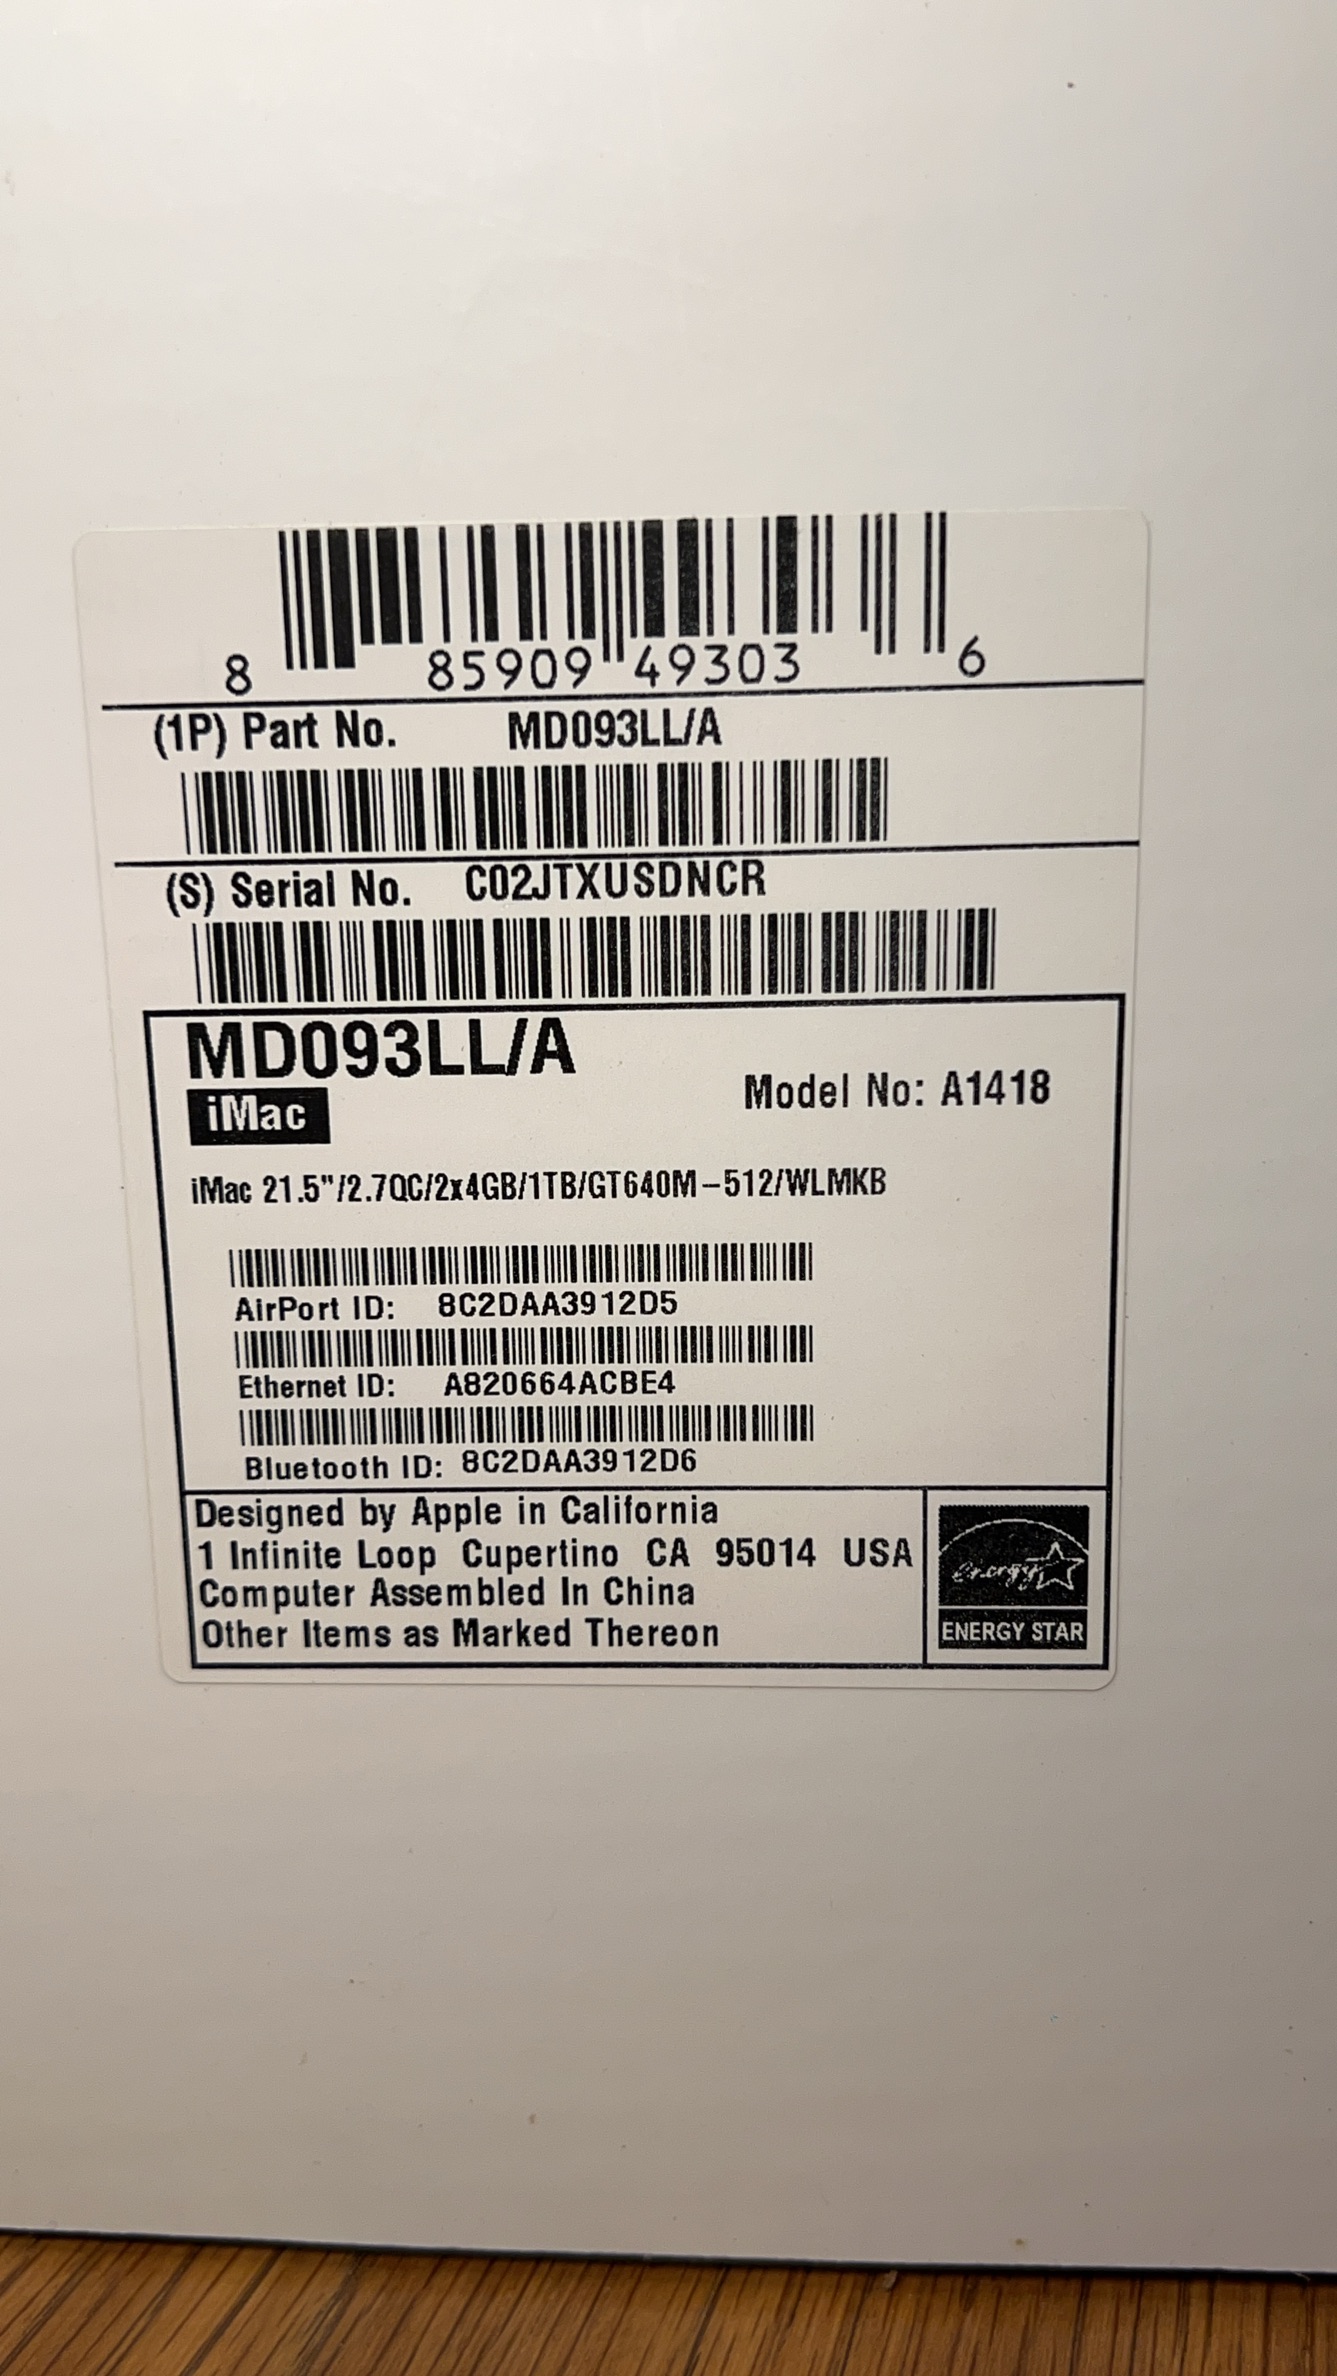 8 85909 49303 6
(1P) Part No. MD093LL/A
(S) Serial No. C02JTXUSDNCR
MD093LL/A
iMac
Model No: A1418
iMac 21.5"/2.7QC/2x4GB/1TB/GT640M-512/WLMKB
AirPort ID: 8C2DAA3912D5
Ethernet ID: A820664ACBE4
Bluetooth ID: 8C2DAA3912D6
Designed by Apple in California
1 Infinite Loop Cupertino CA 95014 USA
Computer Assembled In China
Other Items as Marked Thereon
energy
ENERGY STAR